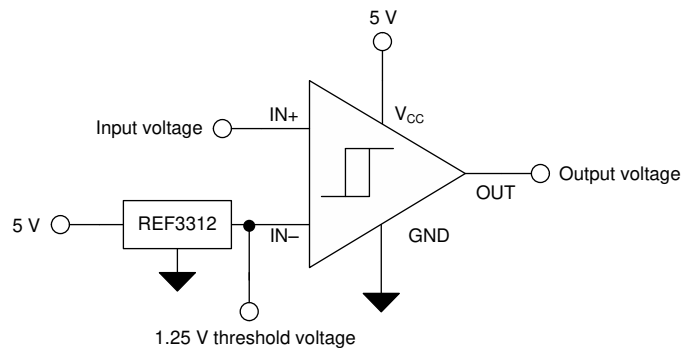 5 V
IN+
V_CC
Input voltage
Output voltage
OUT
REF3312
5 V
IN–
GND
1.25 V threshold voltage